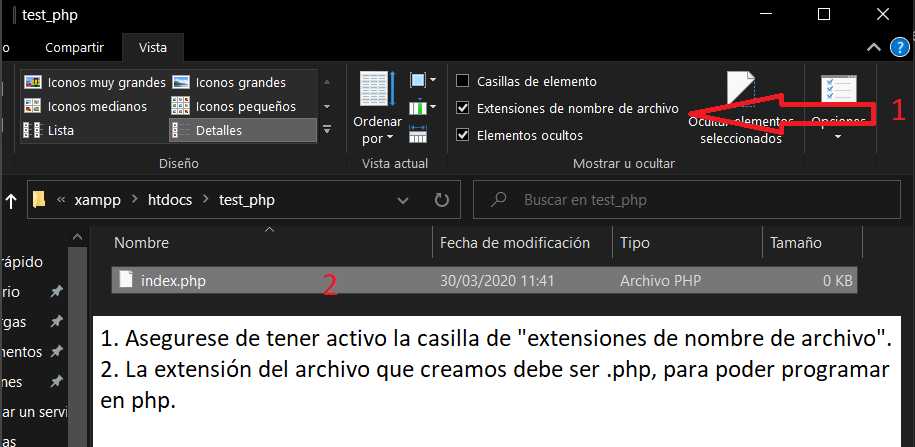 test_php
o Compartir Vista
Iconos muy grandes Iconos grandes
Iconos medianos Iconos pequeños
Lista Detalles
Diseño
Ordenar
por
Vista actual
Casillas de elemento
Extensiones de nombre de archivo
Elementos ocultos
Ocultar elementos
seleccionados
Mostrar u ocultar
Opciones
1
« xampp > htdocs > test_php
Buscar en test_php
Nombre Fecha de modificación Tipo Tamaño
index.php 2 30/03/2020 11:41 Archivo PHP 0 KB
rápido
rio
rgas
mentos
nes
ar un servi
as
1. Asegurese de tener activo la casilla de "extensiones de nombre de archivo".
2. La extensión del archivo que creamos debe ser .php, para poder programar
en php.